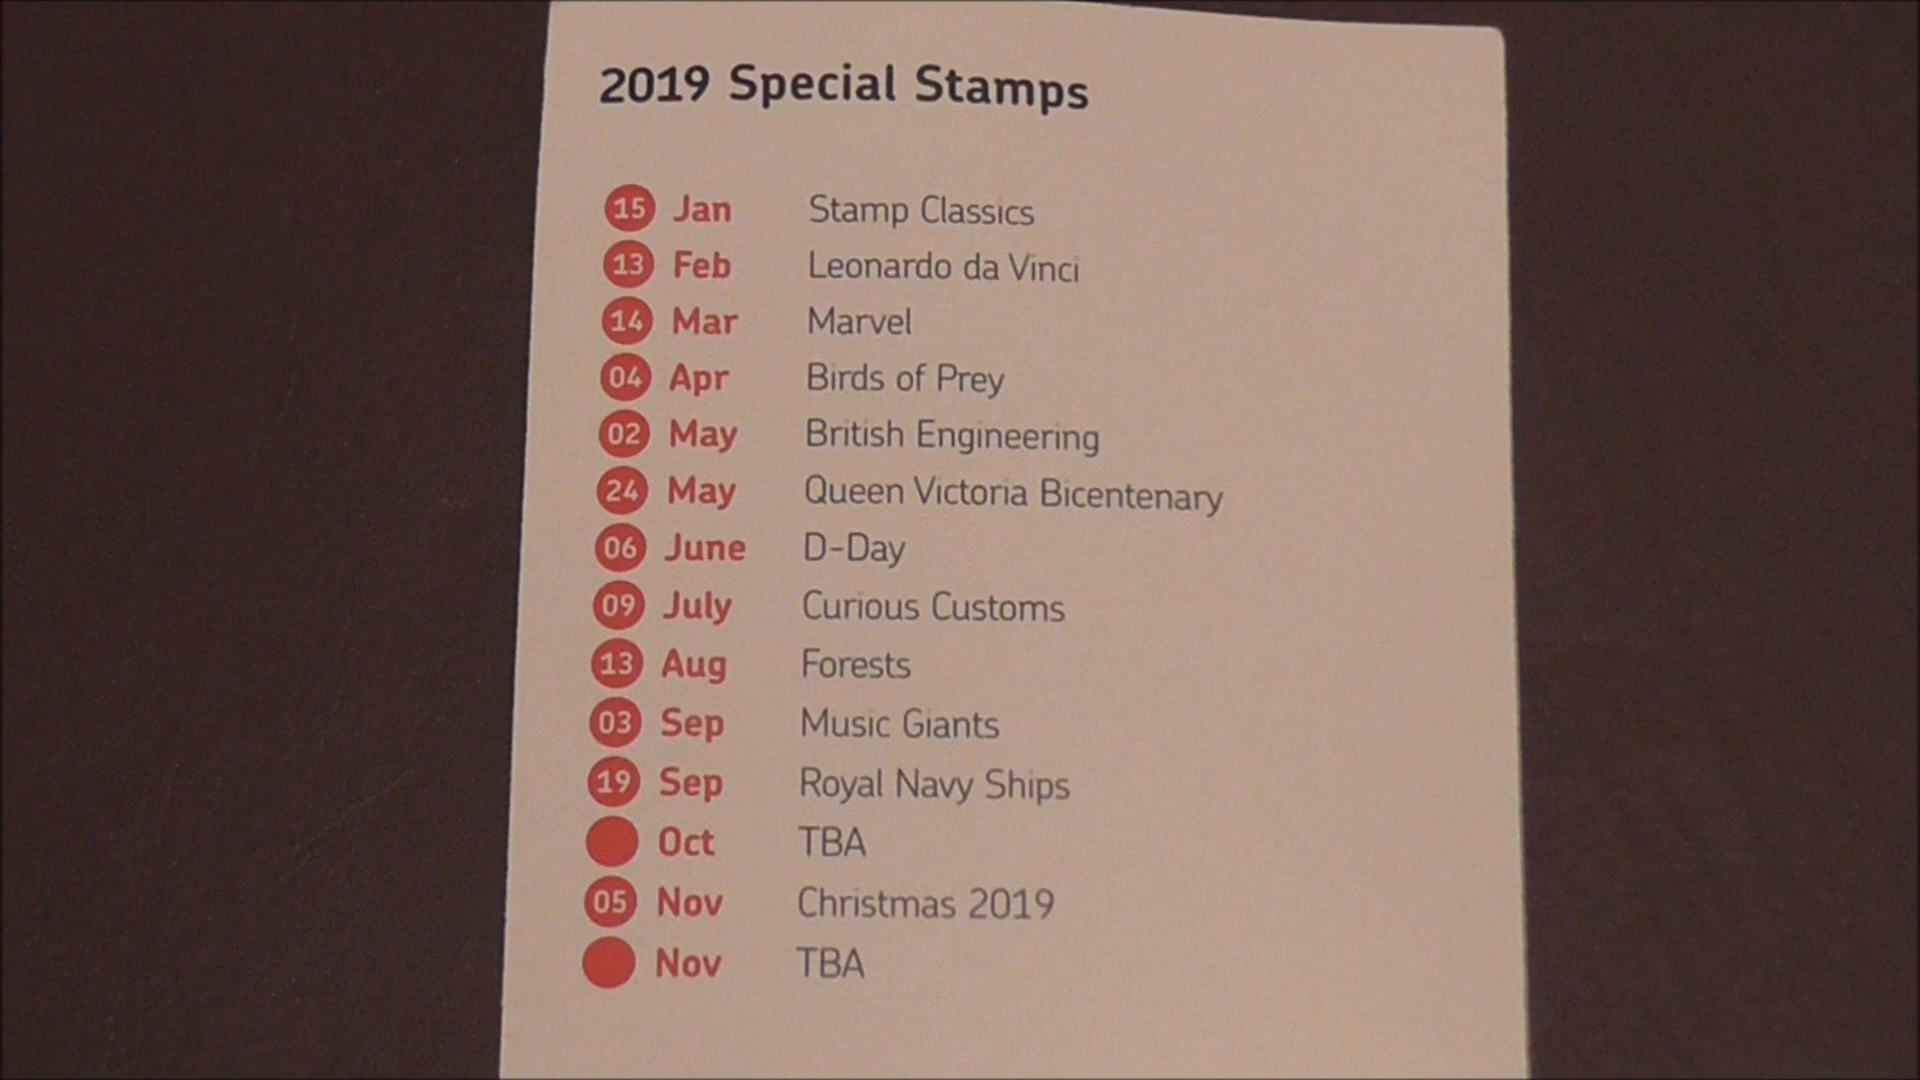 2019 Special Stamps
15 Jan Stamp Classics
13 Feb Leonardo da Vinci
14 Mar Marvel
04 Apr Birds of Prey
02 May British Engineering
24 May Queen Victoria Bicentenary
06 June D-Day
09 July Curious Customs
13 Aug Forests
03 Sep Music Giants
19 Sep Royal Navy Ships
Oct TBA
05 Nov Christmas 2019
Nov TBA